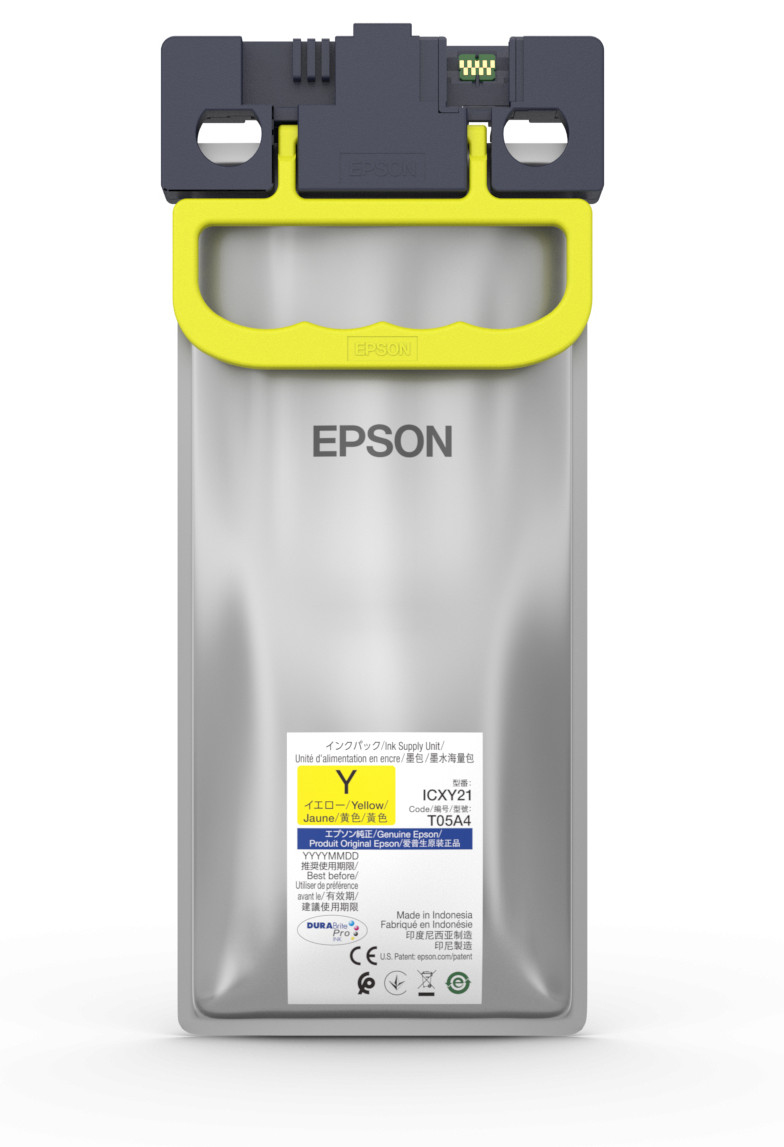 EPSON
EPSON
EPSON
インクパック/Ink Supply Unit/
Unité d'alimentation en encre/墨包/墨水海量包
Y
イエロー/Yellow/
Jaune/黄色/黃色
型番:
ICXY21
Code/编号/型號:
T05A4
エプソン純正/Genuine Epson/
Produit Original Epson/爱普生原装正品
YYYYMMDD
推奨使用期限/
Best before/
Utiliser de préférence
avant le/有效期/
建議使用期限
DURABrite
Pro
Made in Indonesia
Fabriqué en Indonésie
印度尼西亚制造
印尼製造
CE U.S. Patent: epson.com/patent